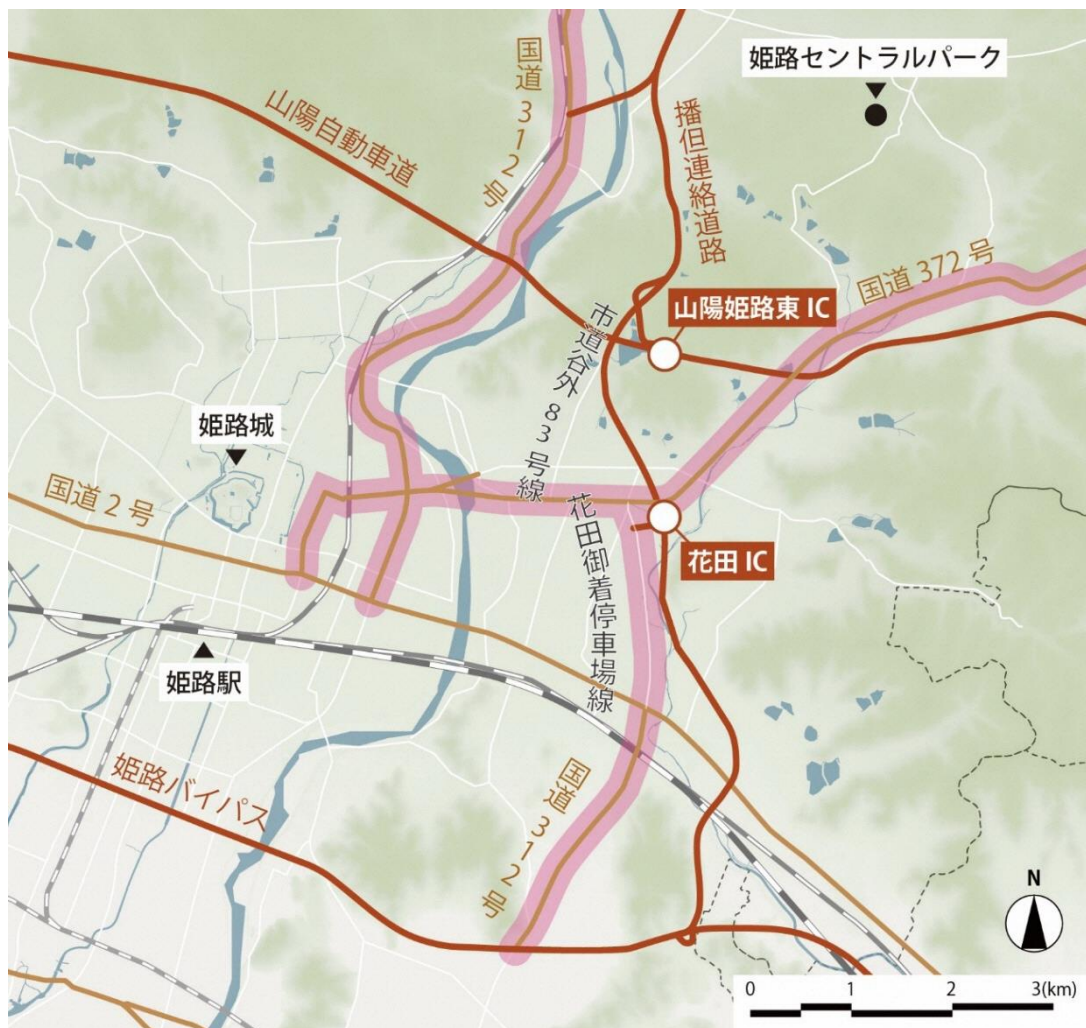 国道312号
姫路セントラルパーク
山陽自動車道
播但連絡道路
国道372号
山陽姫路東IC
市道谷外83号線
姫路城
国道2号
花田IC
花田御着停車場線
姫路駅
姫路バイパス
国道312号
N
0 1 2 3(km)